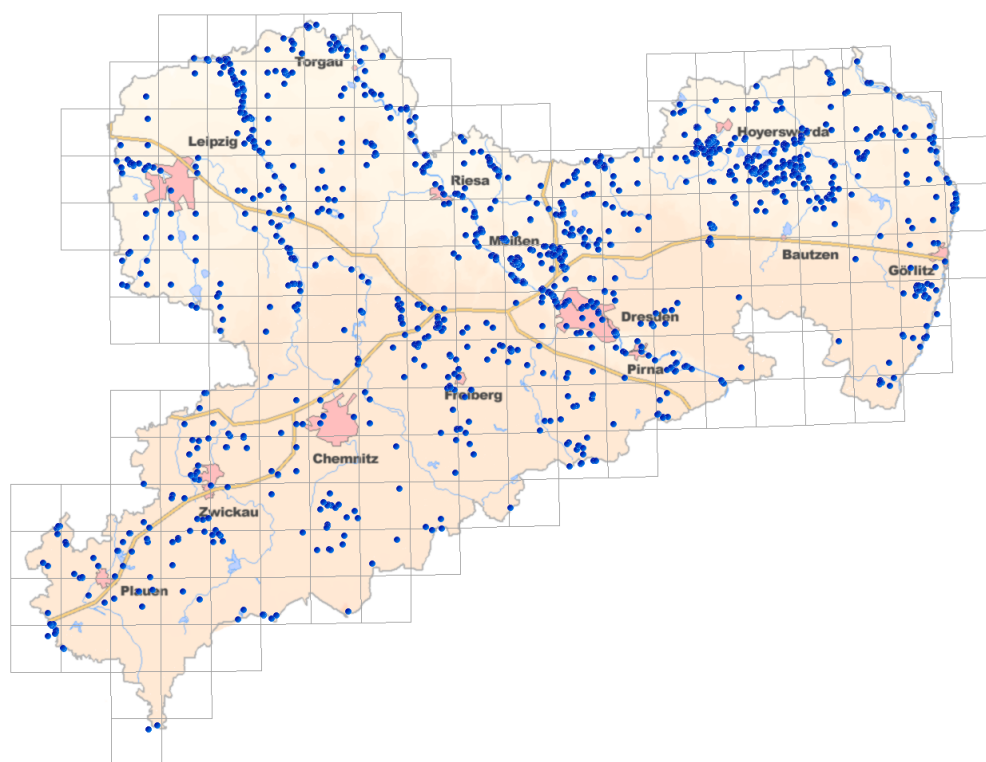 Torgau
Hoyerswerda
Leipzig
Riesa
Meißen
Bautzen
Görlitz
Dresden
Pirna
Freiberg
Chemnitz
Zwickau
Plauen